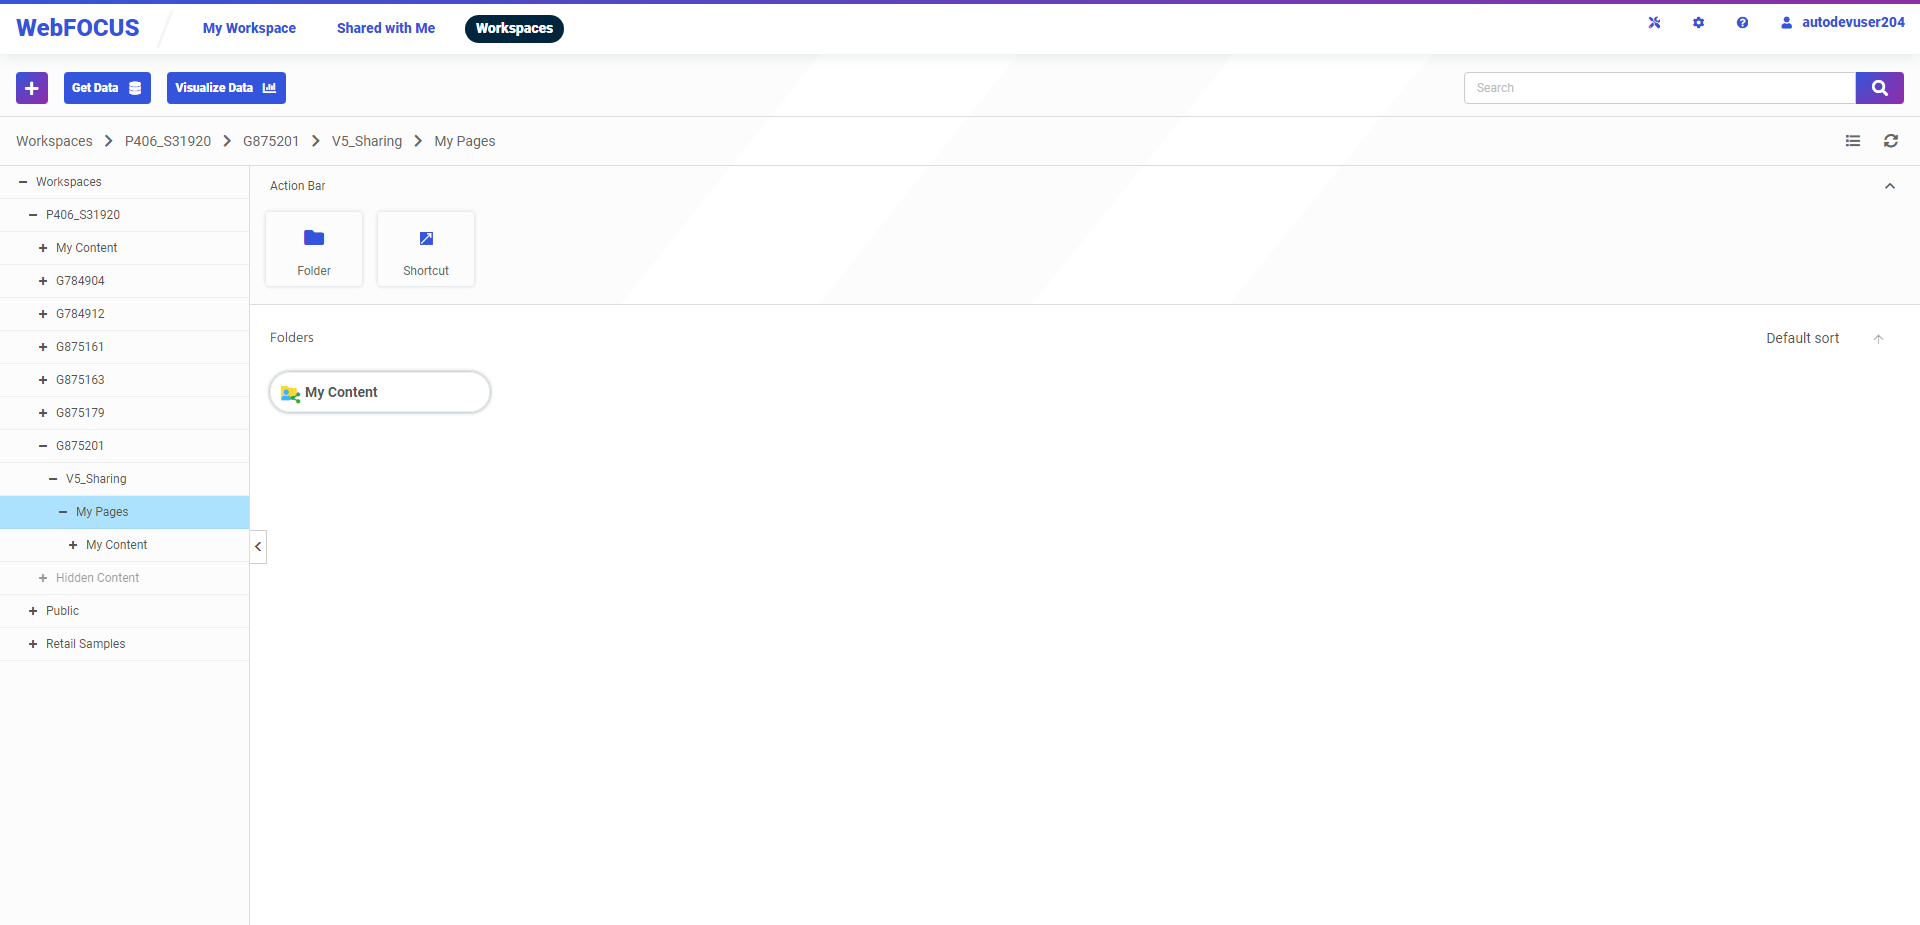 WebFOCUS
My Workspace
Shared with Me
Workspaces
autodevuser204
Get Data
Visualize Data
Search
Workspaces > P406_S31920 > G875201 > V5_Sharing > My Pages
Workspaces
P406_S31920
My Content
G784904
G784912
G875161
G875163
G875179
G875201
V5_Sharing
My Pages
My Content
Hidden Content
Public
Retail Samples
Action Bar
Folder
Shortcut
Folders
Default sort
My Content